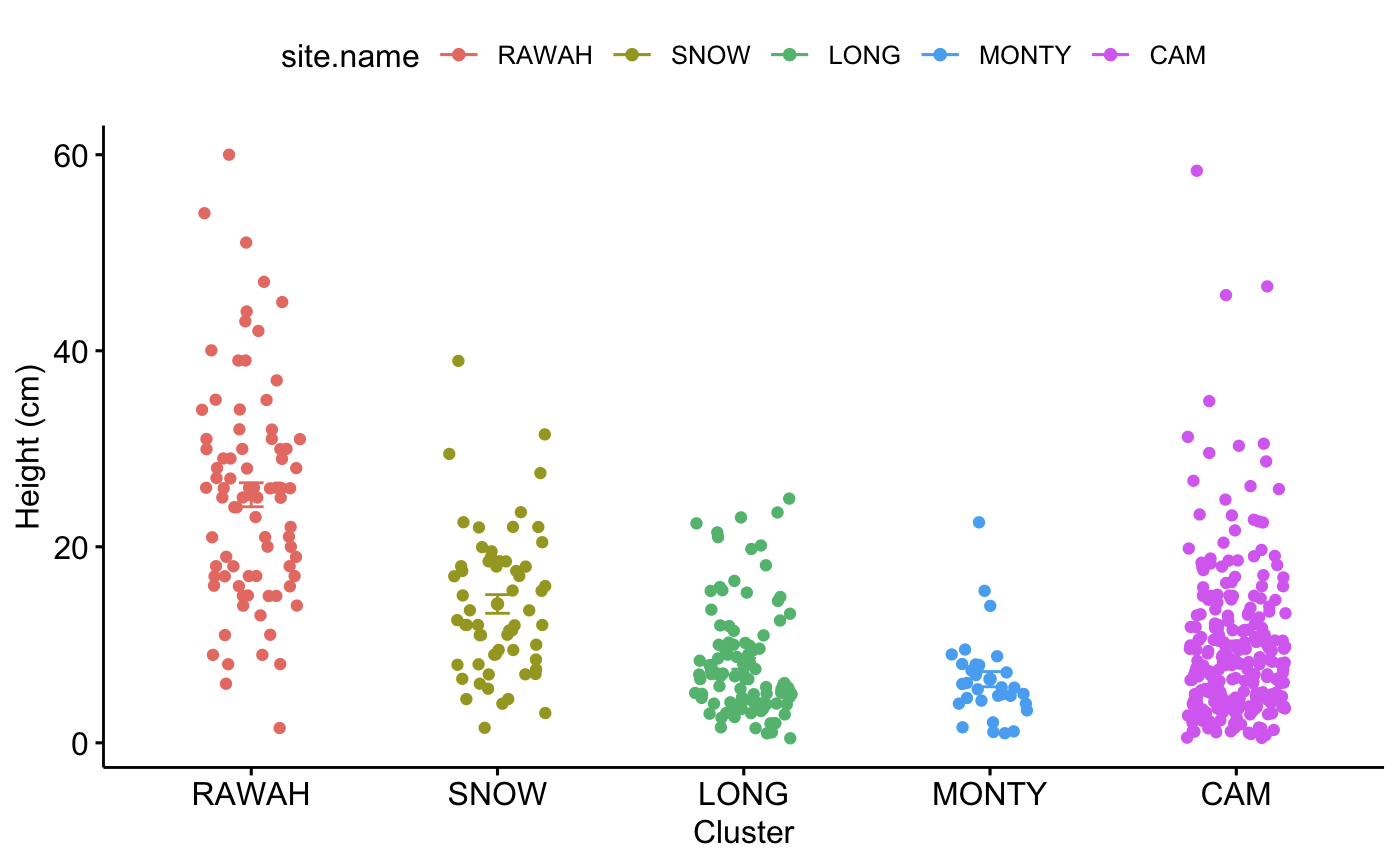 site.name RAWAH SNOW LONG MONTY CAM
60
40
20
0
Height (cm)
RAWAH SNOW LONG MONTY CAM
Cluster